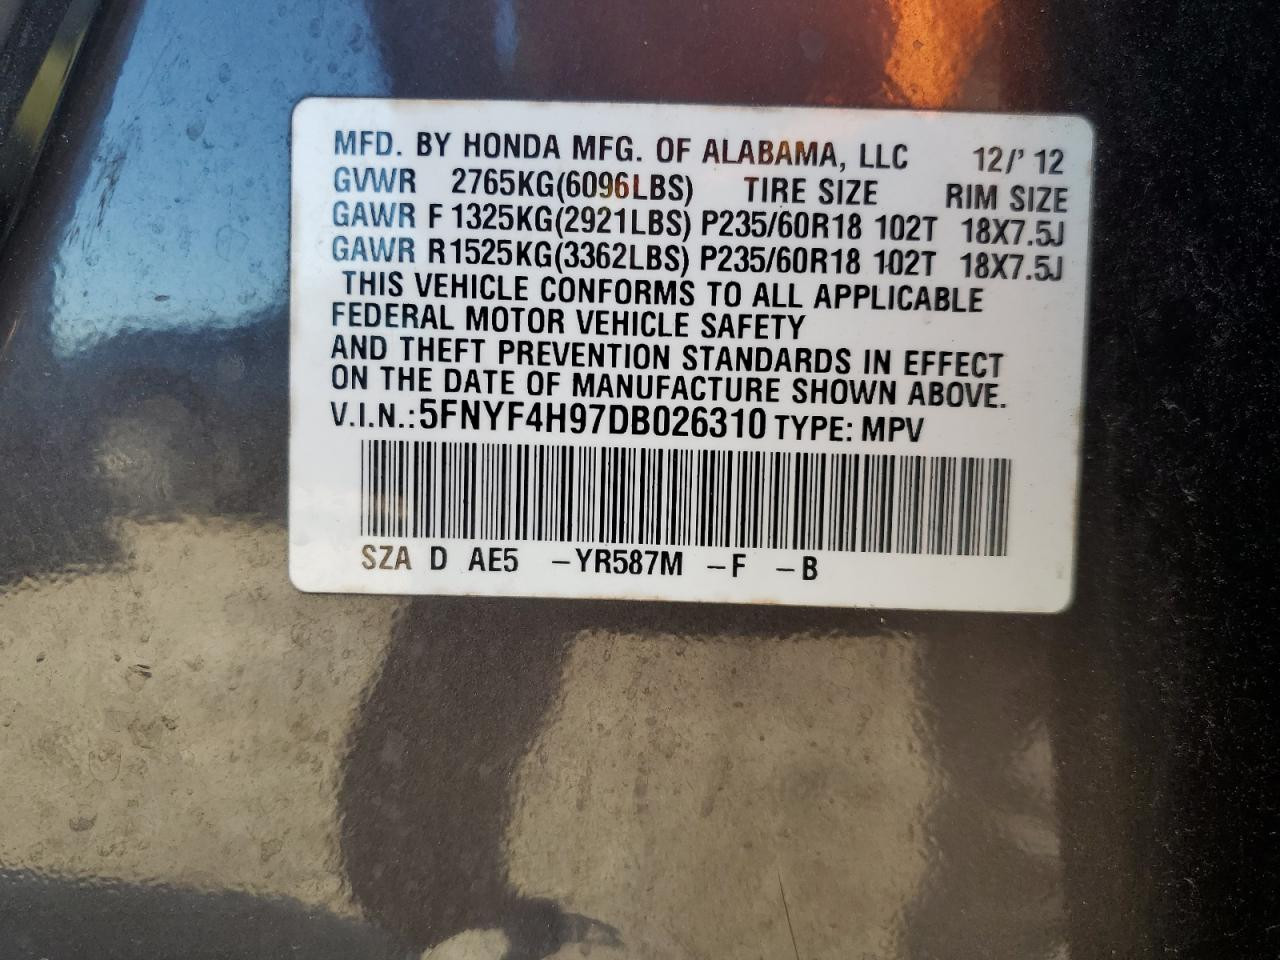 MFD. BY HONDA MFG. OF ALABAMA, LLC 12/' 12
GVWR 2765KG(6096LBS) TIRE SIZE RIM SIZE
GAWR F 1325KG(2921LBS) P235/60R18 102T 18X7.5J
GAWR R1525KG(3362LBS) P235/60R18 102T 18X7.5J
THIS VEHICLE CONFORMS TO ALL APPLICABLE
FEDERAL MOTOR VEHICLE SAFETY
AND THEFT PREVENTION STANDARDS IN EFFECT
ON THE DATE OF MANUFACTURE SHOWN ABOVE.
V.I.N.:5FNYF4H97DB026310 TYPE: MPV
SZA D AE5 –YR587M –F –B